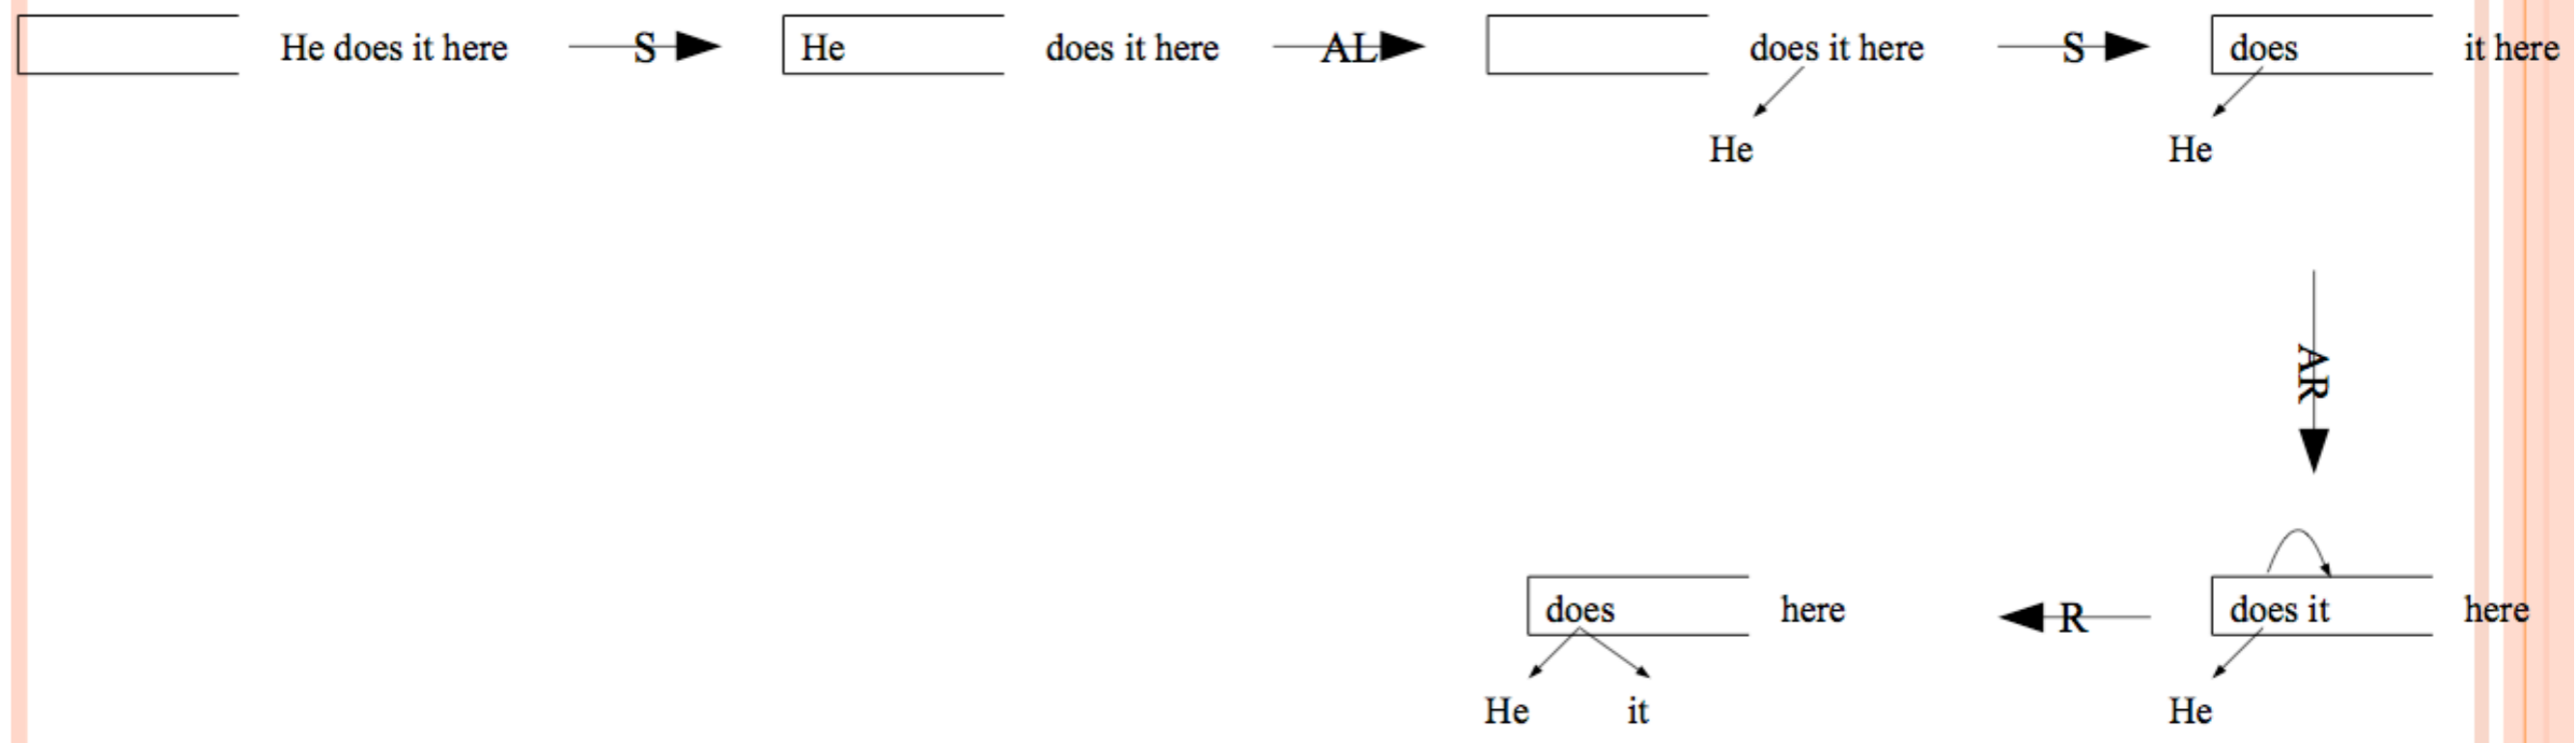 He does it here S He does it here AL does it here S does it here
He He
AR
does here R does it here
He it He